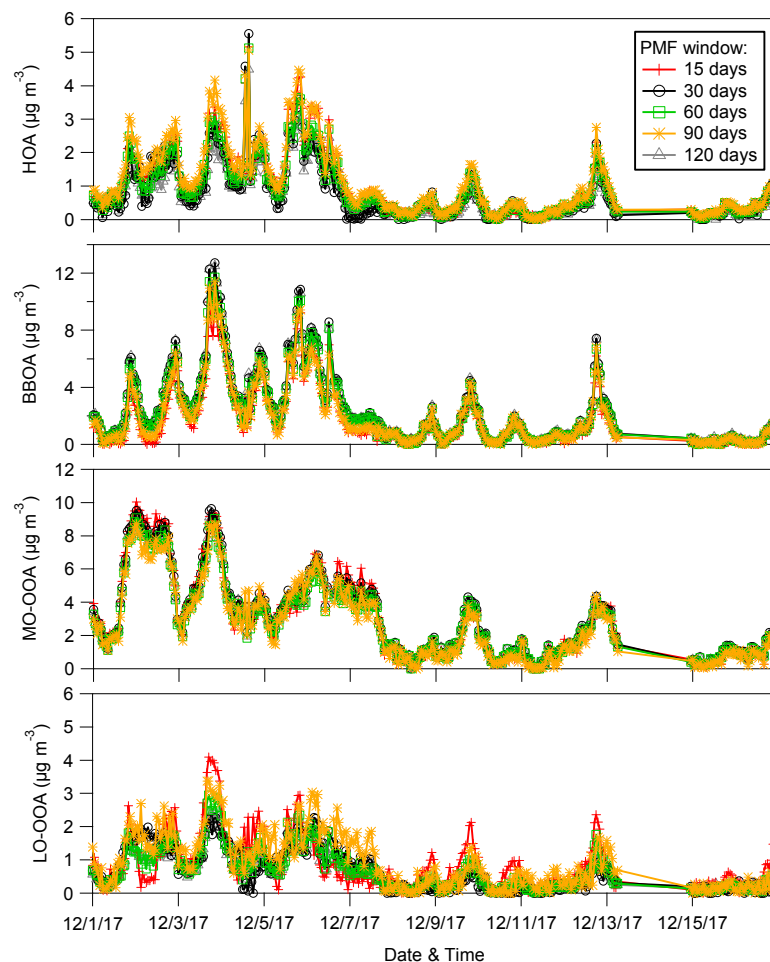 HOA (µg m⁻³)
6
5
4
3
2
1
0
PMF window:
15 days
30 days
60 days
90 days
120 days
BBOA (µg m⁻³)
12
8
4
0
MO-OOA (µg m⁻³)
12
10
8
6
4
2
0
LO-OOA (µg m⁻³)
6
5
4
3
2
1
0
12/1/17 12/3/17 12/5/17 12/7/17 12/9/17 12/11/17 12/13/17 12/15/17
Date & Time